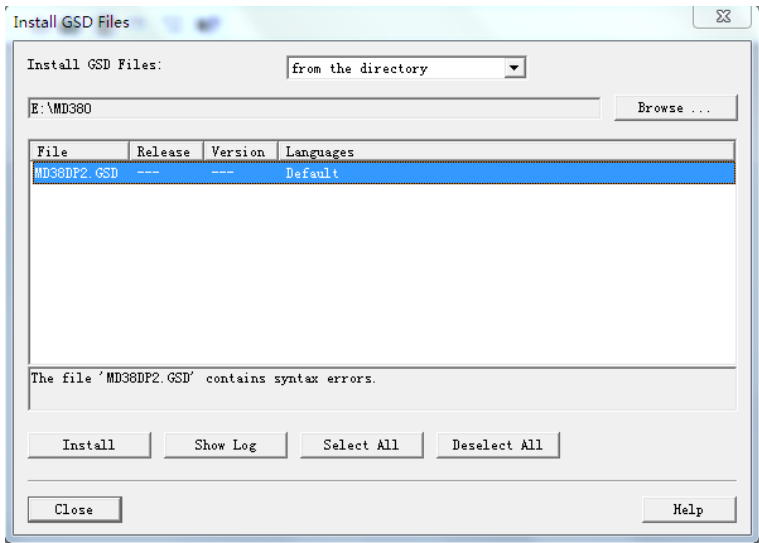 Install GSD Files
Install GSD Files: from the directory
E:\MD380 Browse ...
File Release Version Languages
MD38DP2.GSD --- --- Default
The file 'MD38DP2.GSD' contains syntax errors.
Install Show Log Select All Deselect All
Close Help